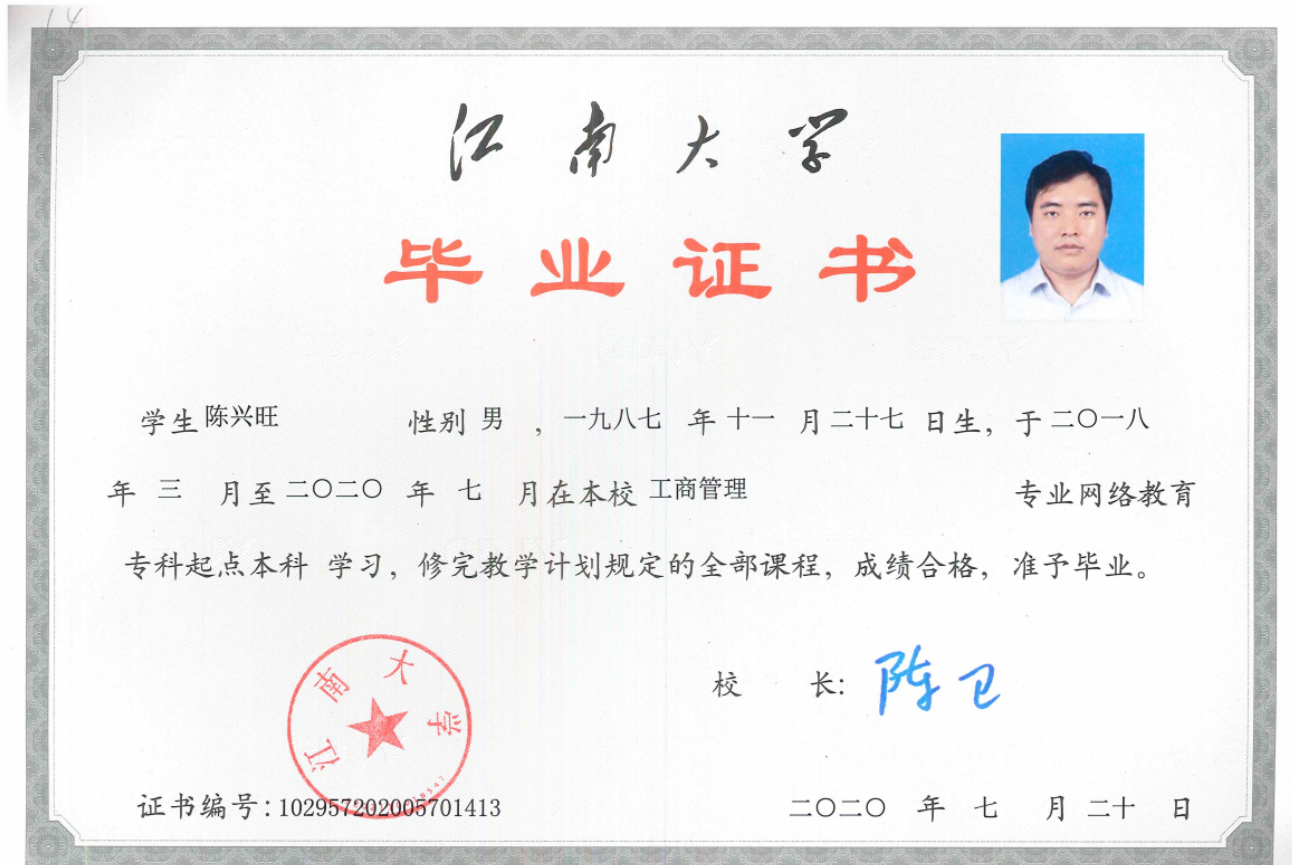 14
江南大学
毕业证书
学生 陈兴旺 性别 男 , 一九八七 年 十一 月 二十七 日生, 于 二〇一八
年 三 月至 二〇二〇 年 七 月在本校 工商管理 专业网络教育
专科起点本科 学习, 修完教学计划规定的全部课程, 成绩合格, 准予毕业。
江南大学
校 长: 陈卫
证书编号: 102957202005701413
二〇二〇 年 七 月 二十 日